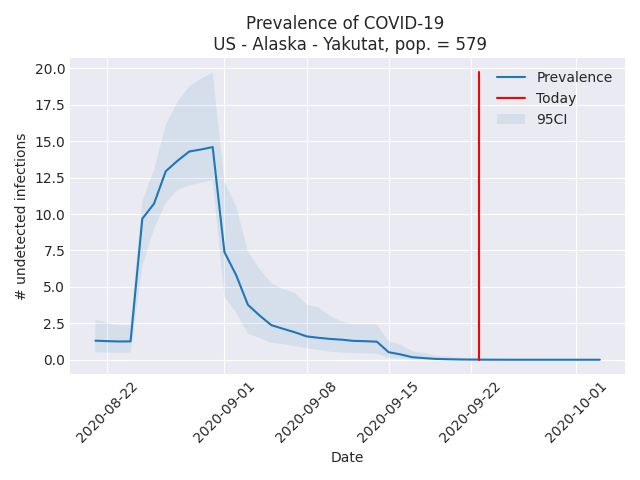 Prevalence of COVID-19
US - Alaska - Yakutat, pop. = 579
20.0
17.5
15.0
12.5
10.0
7.5
5.0
2.5
0.0
# undetected infections
Prevalence
Today
95CI
2020-08-22
2020-09-01
2020-09-08
2020-09-15
2020-09-22
2020-10-01
Date